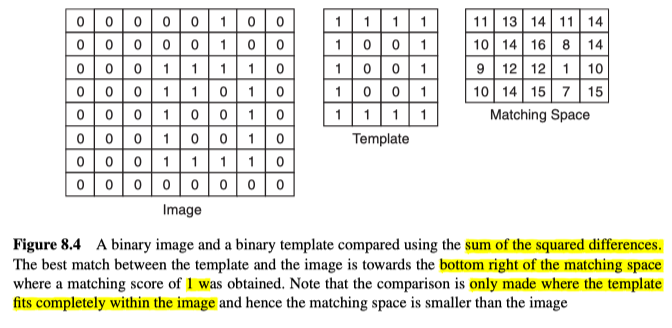 0 0 0 0 0 1 0 0
0 0 0 0 0 1 0 0
0 0 0 1 1 1 1 0
0 0 0 1 1 0 1 0
0 0 0 1 0 0 1 0
0 0 0 1 0 0 1 0
0 0 0 1 1 1 1 0
0 0 0 0 0 0 0 0
Image
1 1 1 1
1 0 0 1
1 0 0 1
1 0 0 1
1 1 1 1
Template
11 13 14 11 14
10 14 16 8 14
9 12 12 1 10
10 14 15 7 15
Matching Space
Figure 8.4 A binary image and a binary template compared using the sum of the squared differences.
The best match between the template and the image is towards the bottom right of the matching space
where a matching score of 1 was obtained. Note that the comparison is only made where the template
fits completely within the image and hence the matching space is smaller than the image